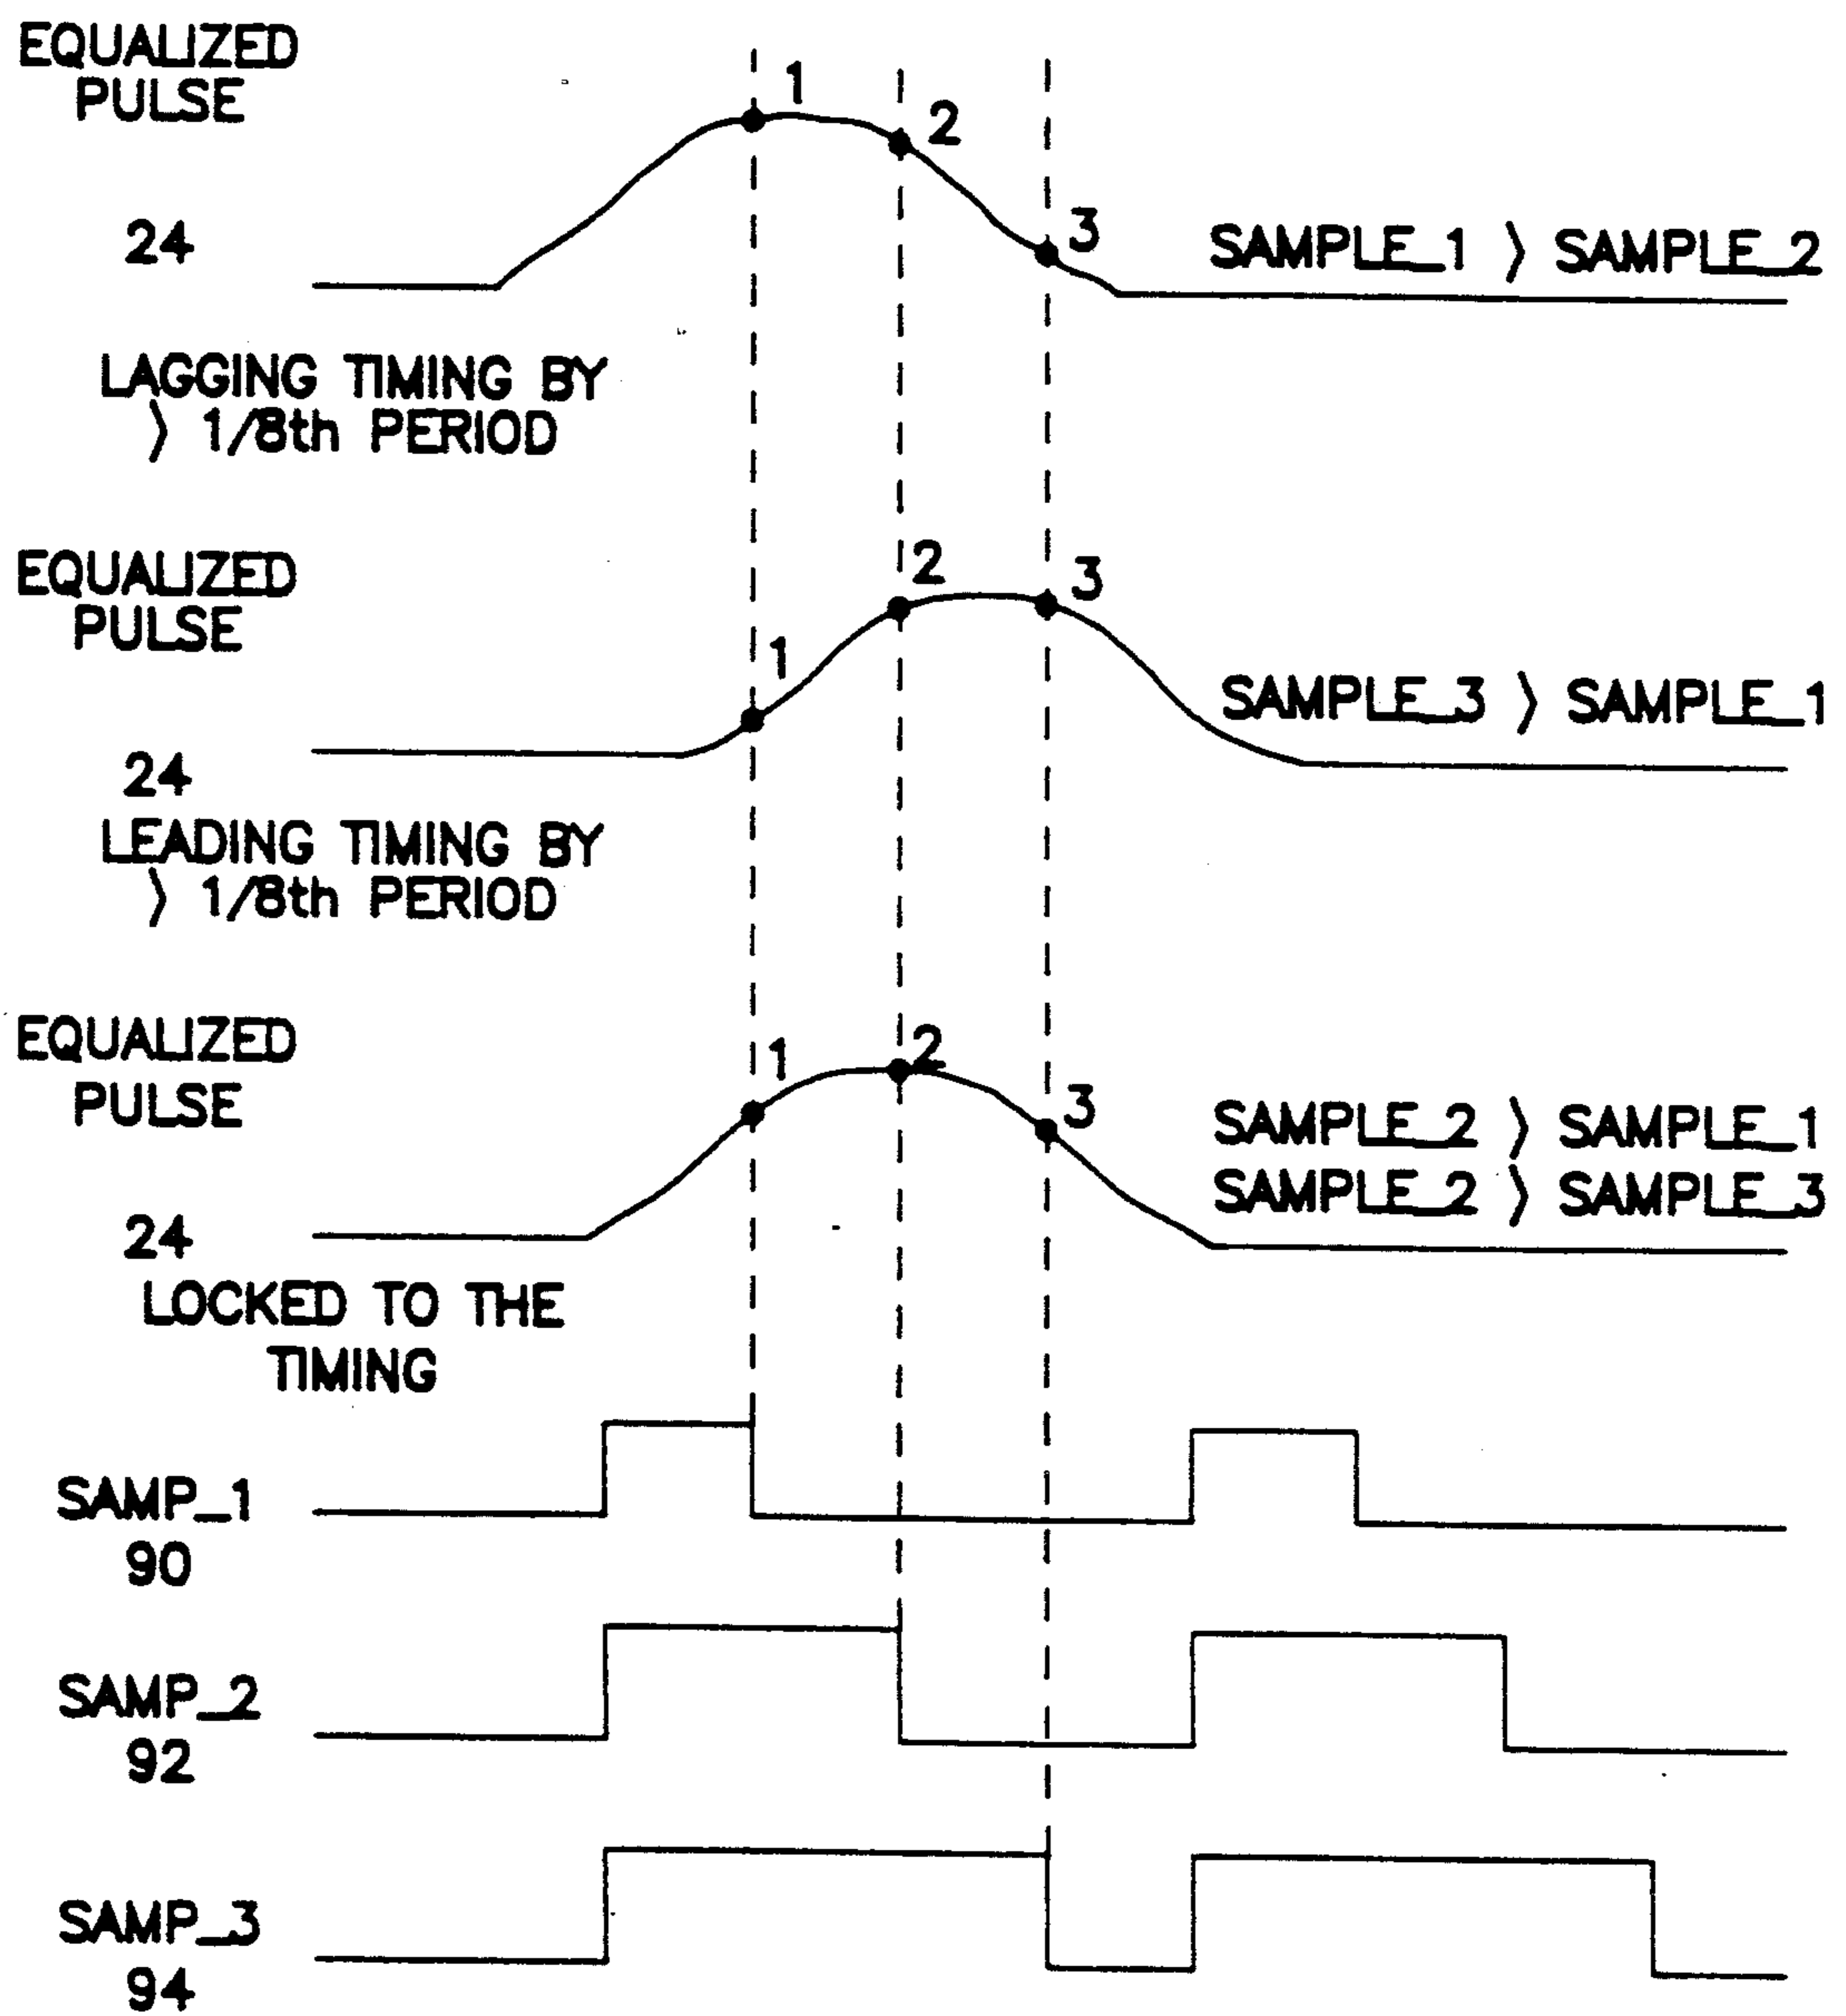 EQUALIZED
PULSE
1
2
3
24
SAMPLE_1 > SAMPLE_2
LAGGING TIMING BY
> 1/8th PERIOD
EQUALIZED
PULSE
1
2
3
SAMPLE_3 > SAMPLE_1
24
LEADING TIMING BY
> 1/8th PERIOD
EQUALIZED
PULSE
1
2
3
SAMPLE_2 > SAMPLE_1
SAMPLE_2 > SAMPLE_3
24
LOCKED TO THE
TIMING
SAMP_1
90
SAMP_2
92
SAMP_3
94